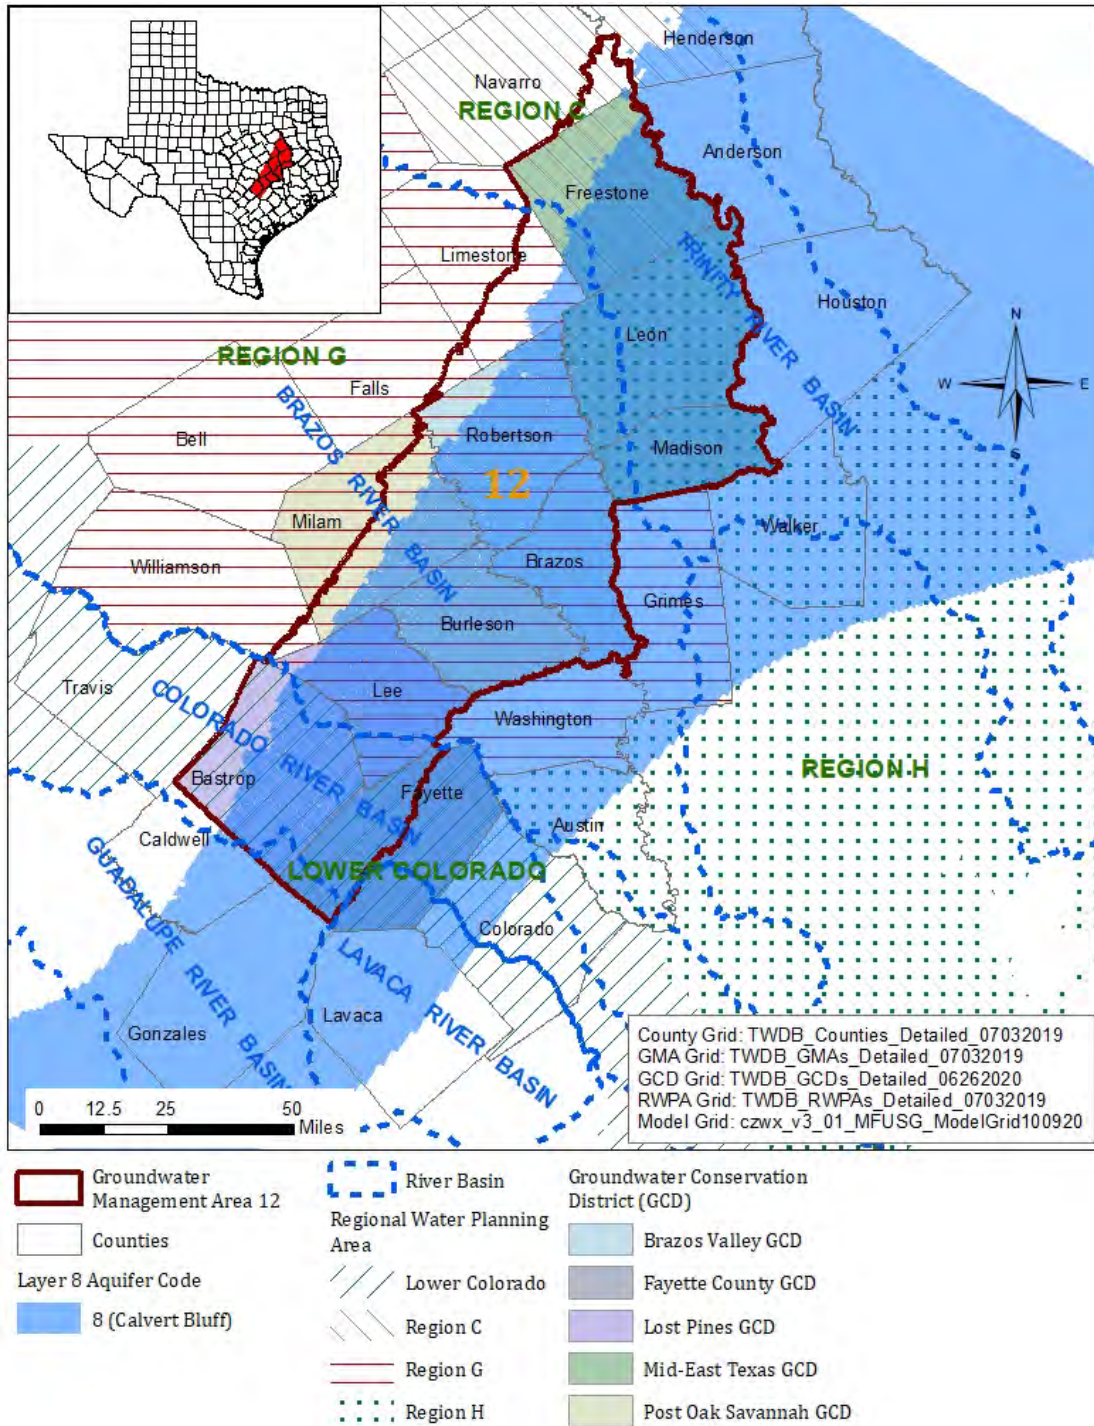 Henderson
Navarro
REGION C
Anderson
Freestone
Limestone
TRINITY RIVER BASIN
Houston
León
N
W
E
S
REGION G
Falls
BRAZOS RIVER BASIN
Bell
Robertson
Madison
12
Milam
Walker
Williamson
Brazos
Grimes
Burleson
Travis
Lee
COLORADO RIVER BASIN
Washington
REGION H
Bastrop
Fayette
Caldwell
Austin
GUADALUPE RIVER BASIN
LOWER COLORADO
Colorado
LAVACA RIVER BASIN
Lavaca
Gonzales
County Grid: TWDB_Counties_Detailed_07032019
GMA Grid: TWDB_GMAs_Detailed_07032019
GCD Grid: TWDB_GCDs_Detailed_06262020
RWPA Grid: TWDB_RWPAs_Detailed_07032019
Model Grid: czwx_v3_01_MFUSG_ModelGrid100920
0 12.5 25 50
Miles
Groundwater
Management Area 12
Counties
Layer 8 Aquifer Code
8 (Calvert Bluff)
River Basin
Regional Water Planning
Area
Lower Colorado
Region C
Region G
Region H
Groundwater Conservation
District (GCD)
Brazos Valley GCD
Fayette County GCD
Lost Pines GCD
Mid-East Texas GCD
Post Oak Savannah GCD